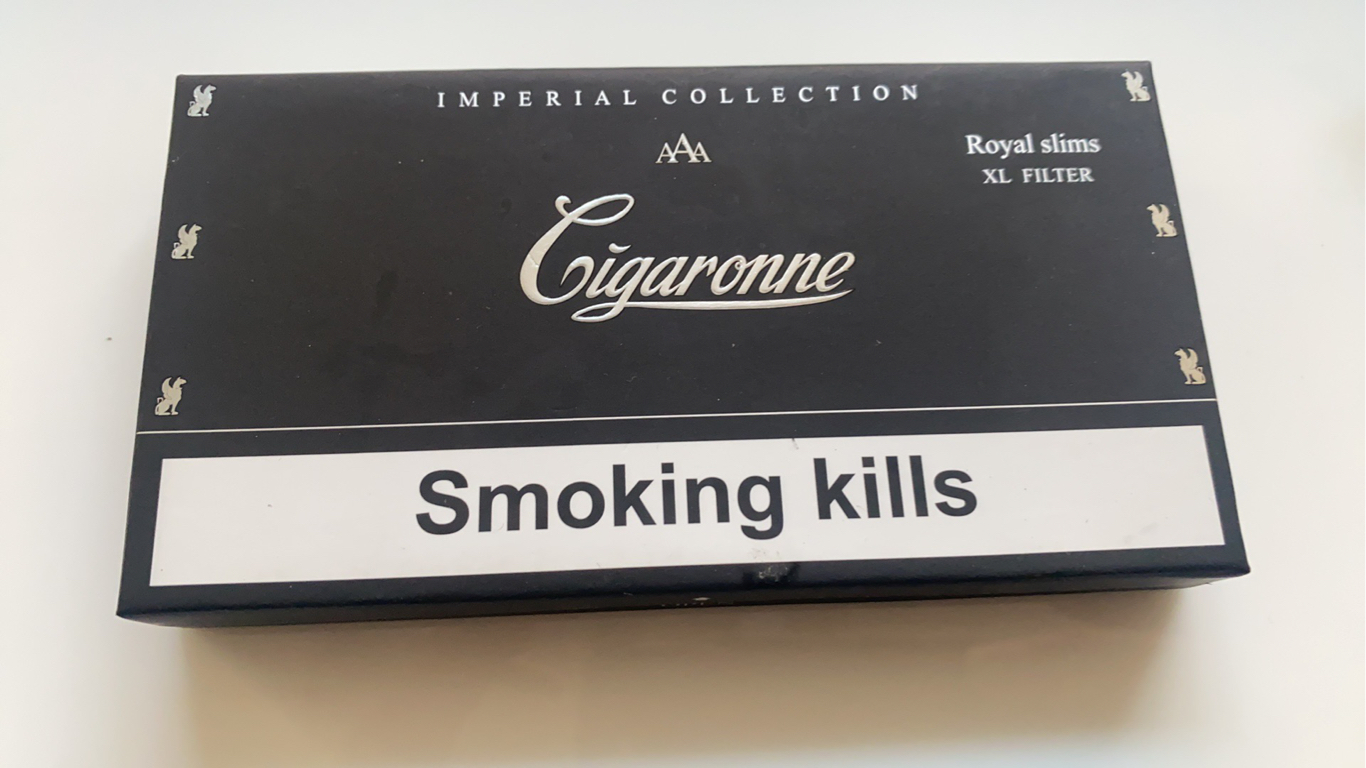 IMPERIAL COLLECTION
AAA
Royal slims
XL FILTER
Cigaronne
Smoking kills